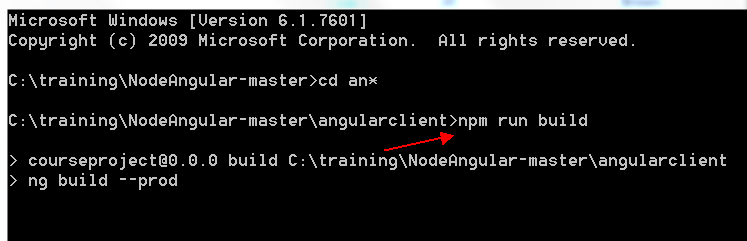 Microsoft Windows [Version 6.1.7601]
Copyright (c) 2009 Microsoft Corporation.  All rights reserved.
C:\training\NodeAngular-master>cd an*
C:\training\NodeAngular-master\angularclient>npm run build
> courseproject@0.0.0 build C:\training\NodeAngular-master\angularclient
> ng build --prod